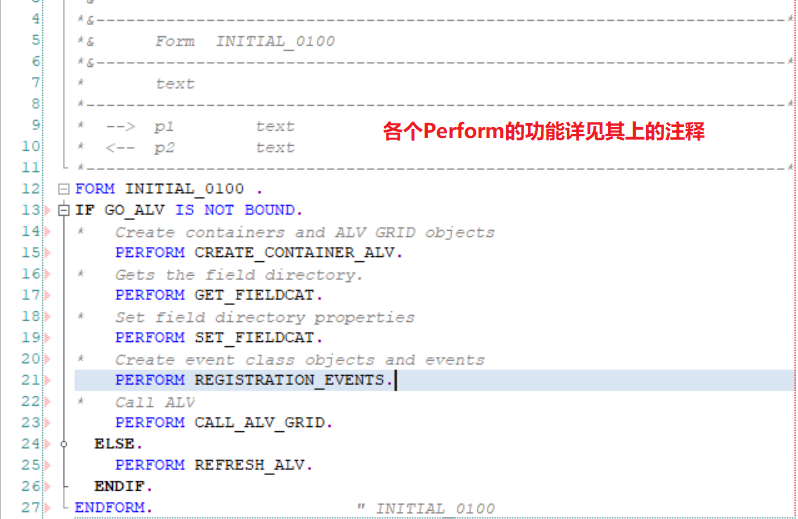 4 *&---------------------------------------------------------------------*
5 *& Form INITIAL_0100
6 *&---------------------------------------------------------------------*
7 * text
8 *----------------------------------------------------------------------*
9 * --> p1 text
各个Perform的功能详见其上的注释
10 * <-- p2 text
11 *----------------------------------------------------------------------*
12 FORM INITIAL_0100 .
13 IF GO_ALV IS NOT BOUND.
14 * Create containers and ALV GRID objects
15 PERFORM CREATE_CONTAINER_ALV.
16 * Gets the field directory.
17 PERFORM GET_FIELDCAT.
18 * Set field directory properties
19 PERFORM SET_FIELDCAT.
20 * Create event class objects and events
21 PERFORM REGISTRATION_EVENTS.
22 * Call ALV
23 PERFORM CALL_ALV_GRID.
24 ELSE.
25 PERFORM REFRESH_ALV.
26 ENDIF.
27 ENDFORM. " INITIAL_0100